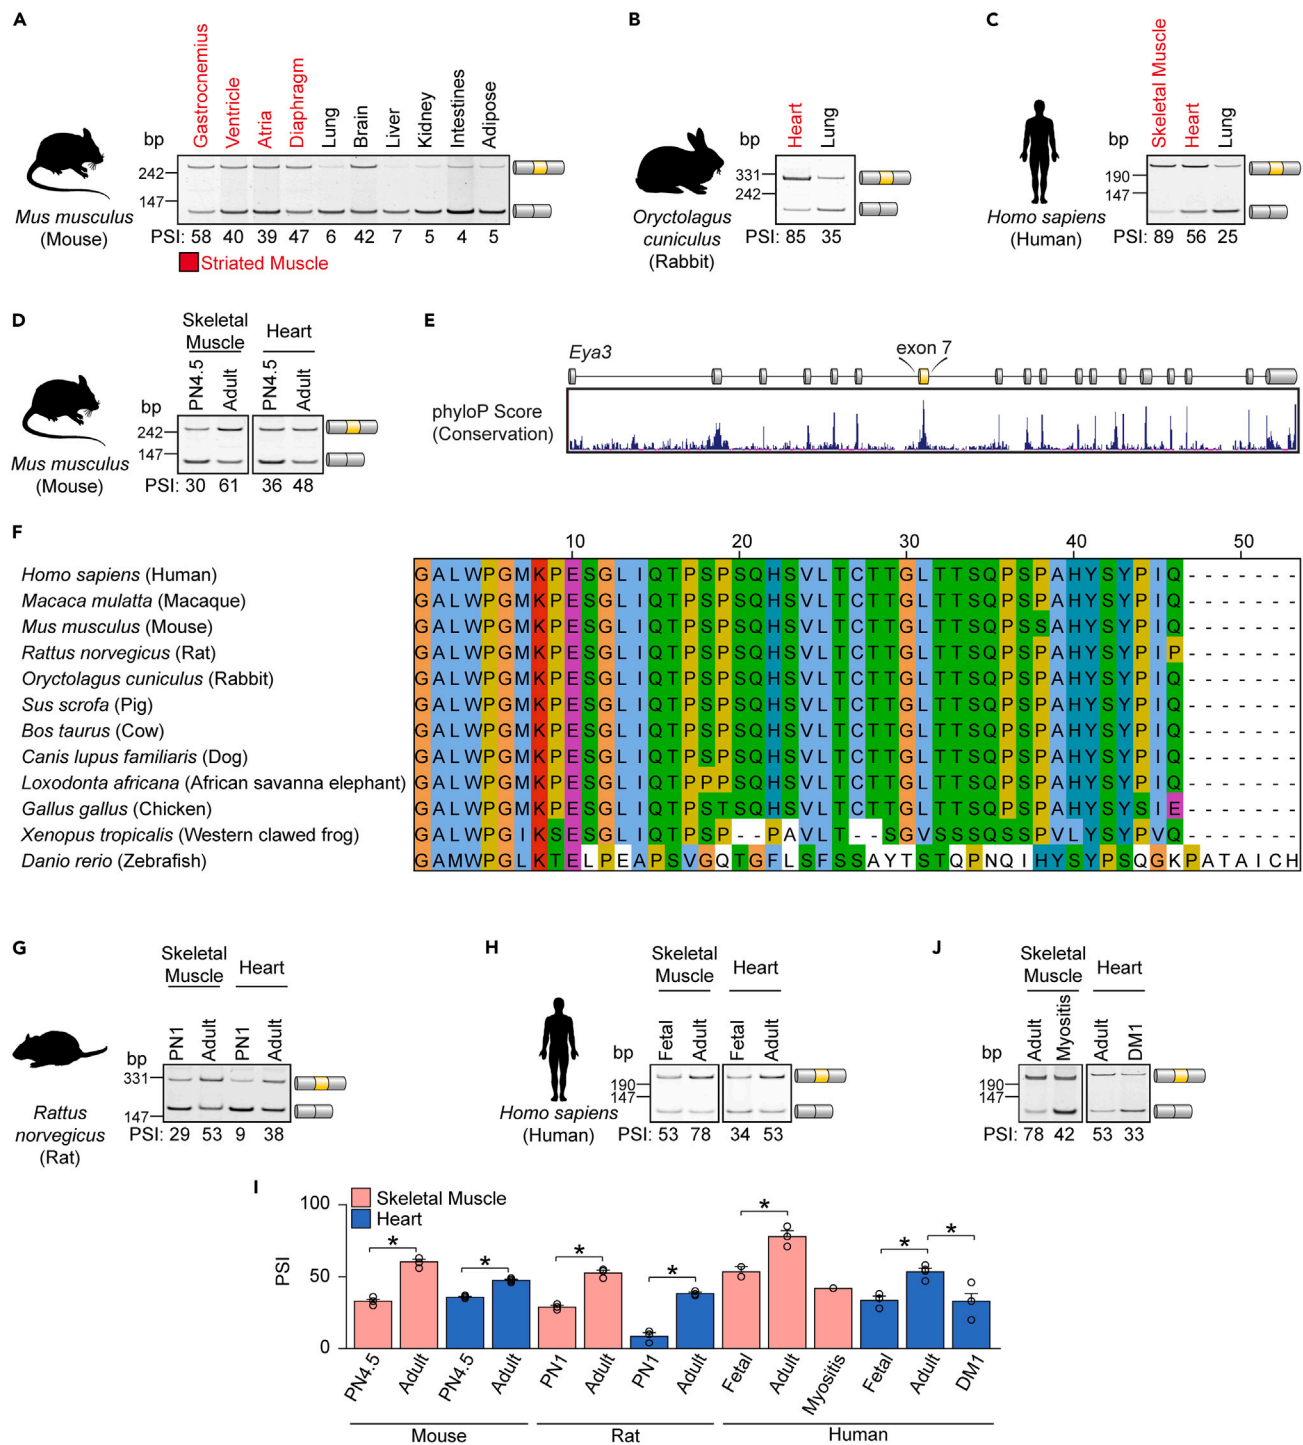 A
Gastrocnemius
Ventricle
Atria
Diaphragm
Lung
Brain
Liver
Kidney
Intestines
Adipose
bp
242
147
Mus musculus
(Mouse)
PSI: 58 40 39 47 6 42 7 5 4 5
Striated Muscle
B
Heart
Lung
bp
331
242
Oryctolagus
cuniculus
(Rabbit)
PSI: 85 35
C
Skeletal Muscle
Heart
Lung
bp
190
147
Homo sapiens
(Human)
PSI: 89 56 25
D
Skeletal
Muscle
Heart
PN4.5
Adult
PN4.5
Adult
bp
242
147
Mus musculus
(Mouse)
PSI: 30 61 36 48
E
Eya3
exon 7
phyloP Score
(Conservation)
F
10 20 30 40 50
Homo sapiens (Human) GALWPGMKPESGLIQTPSPSQHSVLTCTTGLTTSQPSPAHYSYPIQ-------
Macaca mulatta (Macaque) GALWPGMKPESGLIQTPSPSQHSVLTCTTGLTTSQPSPAHYSYPIQ-------
Mus musculus (Mouse) GALWPGMKPESGLIQTPSPSQHSVLTCTTGLTTSQPSSAHYSYPIQ-------
Rattus norvegicus (Rat) GALWPGMKPESGLIQTPSPSQHSVLTCTTGLTTSQPSPAHYSYPIP-------
Oryctolagus cuniculus (Rabbit) GALWPGMKPESGLIQTPSPSQHSVLTCTTGLTTSQPSPAHYSYPIQ-------
Sus scrofa (Pig) GALWPGMKPESGLIQTPSPSQHSVLTCTTGLTTSQPSPAHYSYPIQ-------
Bos taurus (Cow) GALWPGMKPESGLIQTPSPSQHSVLTCTTGLTTSQPSPAHYSYPIQ-------
Canis lupus familiaris (Dog) GALWPGMKPESGLIQTPSPSQHSVLTCTTGLTTSQPSPAHYSYPIQ-------
Loxodonta africana (African savanna elephant) GALWPGMKPESGLIQTPPPSQHSVLTCTTGLTTSQPSPAHYSYPIQ-------
Gallus gallus (Chicken) GALWPGMKPESGLIQTPSTSQHSVLTCTTGLTTSQPSPAHYSYSIE-------
Xenopus tropicalis (Western clawed frog) GALWPGIKSESGLIQTPSP--PAVLT--SGVSSSQSSPVLYSYPVQ-------
Danio rerio (Zebrafish) GAMWPGLKTELPEAPSVGQTGFLSFSSAYTSTQPNQIHYSYPSQGKPATAICH
G
Skeletal
Muscle
Heart
PN1
Adult
PN1
Adult
bp
331
147
Rattus
norvegicus
(Rat)
PSI: 29 53 9 38
H
Skeletal
Muscle
Heart
Fetal
Adult
Fetal
Adult
bp
190
147
Homo sapiens
(Human)
PSI: 53 78 34 53
J
Skeletal
Muscle
Heart
Adult
Myositis
Adult
DM1
bp
190
147
PSI: 78 42 53 33
I
Skeletal Muscle
Heart
PSI
100
50
0
* * * * * * *
PN4.5
Adult
PN4.5
Adult
PN1
Adult
PN1
Adult
Fetal
Adult
Myositis
Fetal
Adult
DM1
Mouse
Rat
Human